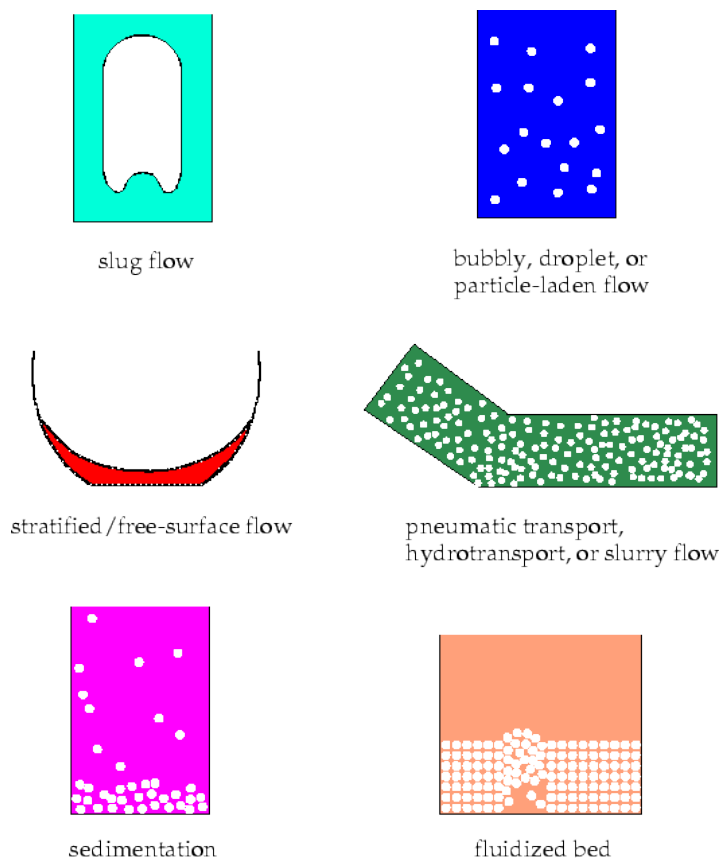 slug flow
bubbly, droplet, or
particle-laden flow
stratified/free-surface flow
pneumatic transport,
hydrotransport, or slurry flow
sedimentation
fluidized bed